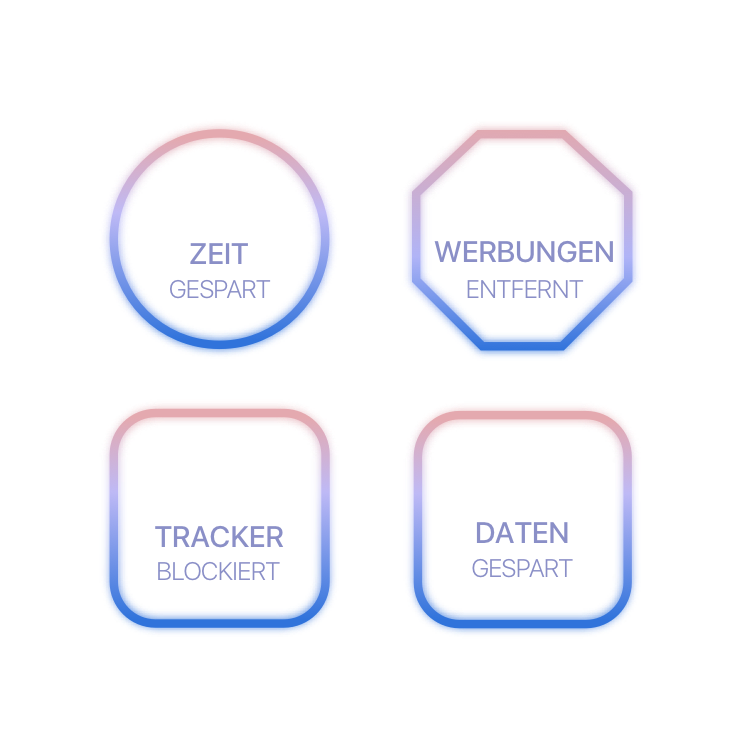 ZEIT
GESPART
WERBUNGEN
ENTFERNT
TRACKER
BLOCKIERT
DATEN
GESPART